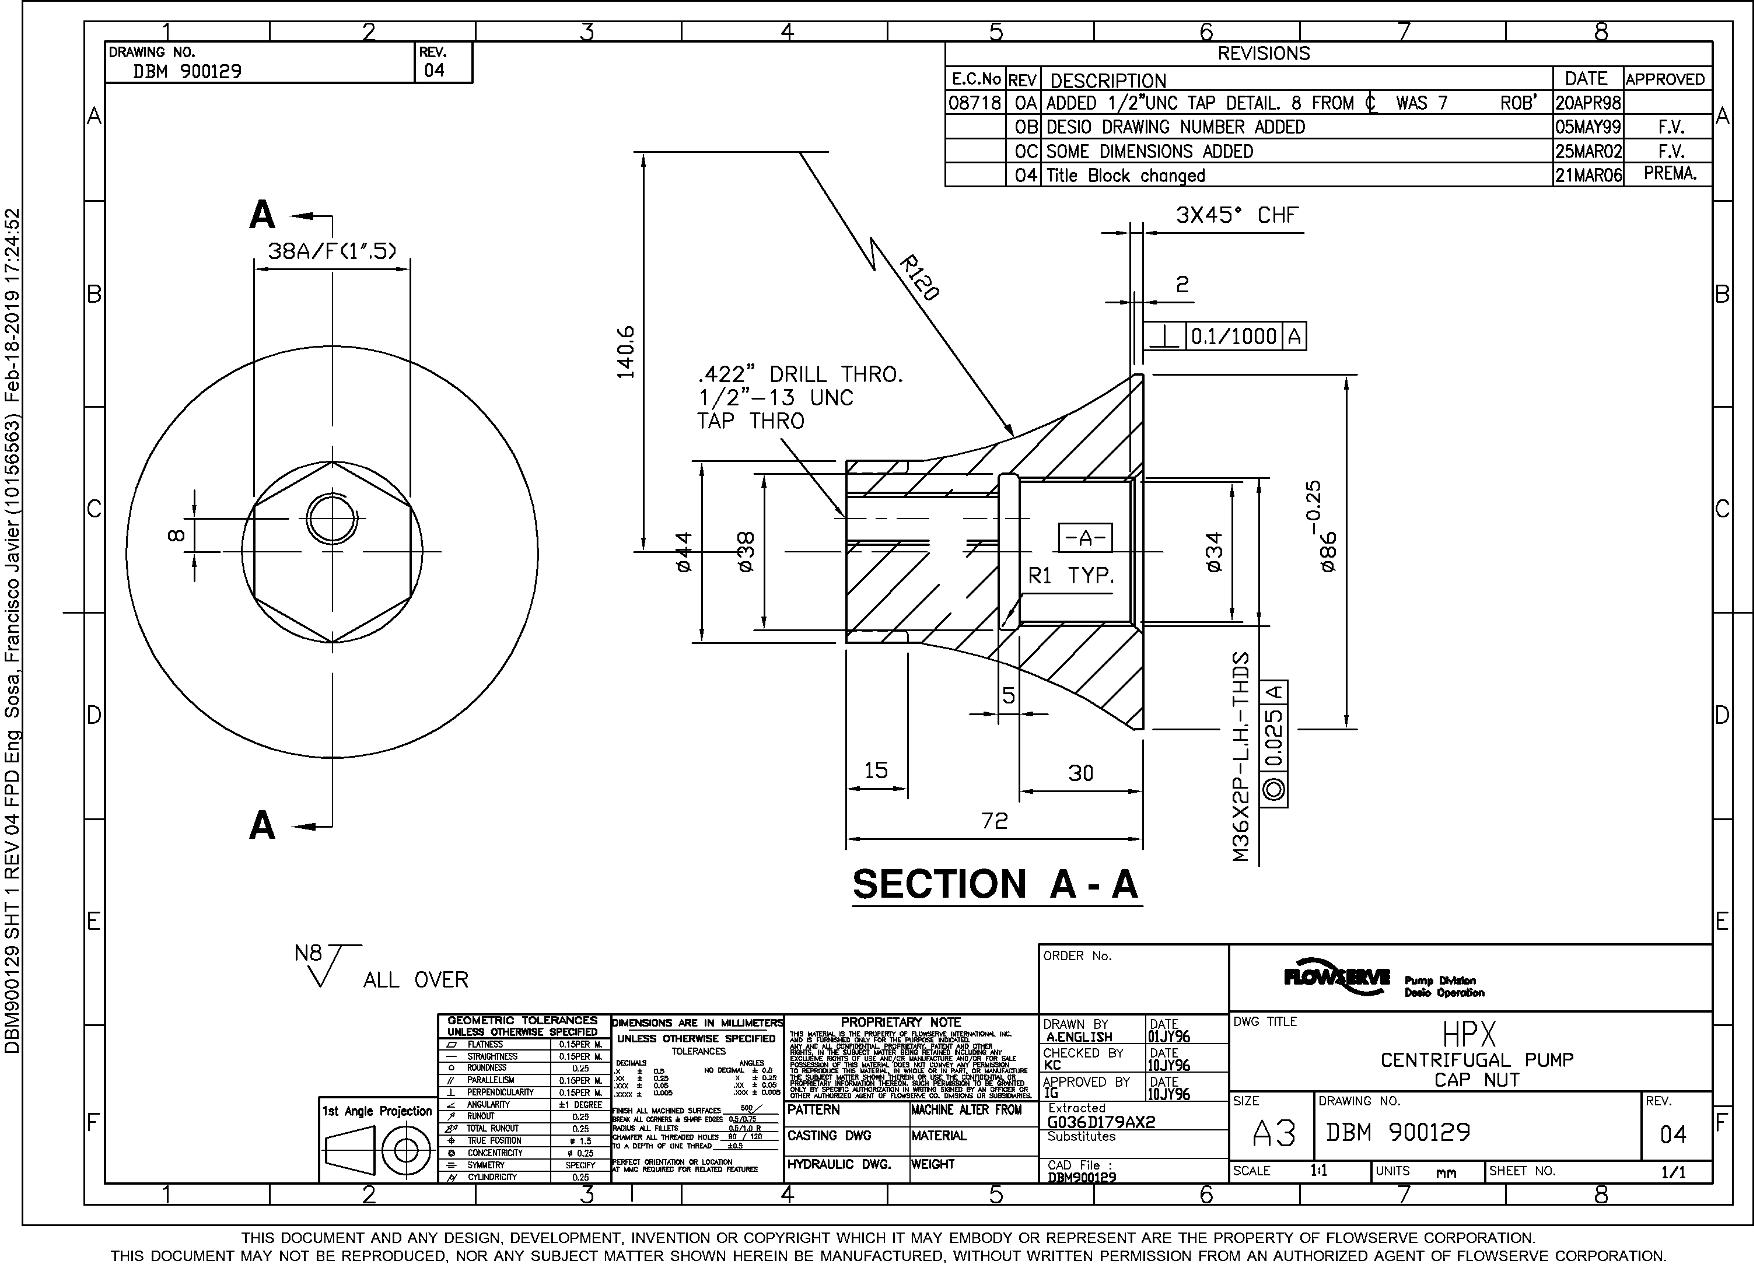 1 2 3 4 5 6 7 8
DRAWING NO.
DBM 900129
REV.
04
REVISIONS
E.C.No REV DESCRIPTION DATE APPROVED
08718 0A ADDED 1/2"UNC TAP DETAIL. 8 FROM ℄ WAS 7 ROB' 20APR98
0B DESIO DRAWING NUMBER ADDED 05MAY99 F.V.
0C SOME DIMENSIONS ADDED 25MAR02 F.V.
04 Title Block changed 21MAR06 PREMA.
A A
B B
C C
D D
E E
F F
DBM900129 SHT 1 REV 04 FPD Eng Sosa, Francisco Javier (10156563) Feb-18-2019 17:24:52
A
38A/F(1".5)
8
A
140.6
R120
3X45° CHF
2
⊥ 0.1/1000 A
.422" DRILL THRO.
1/2"-13 UNC
TAP THRO
ø44
ø38
-A-
R1 TYP.
ø34
ø86 -0.25
M36X2P-L.H.-THDS
◎ 0.025 A
5
15
30
72
SECTION A - A
N8
ALL OVER
1st Angle Projection
GEOMETRIC TOLERANCES
UNLESS OTHERWISE SPECIFIED
FLATNESS 0.15PER M.
STRAIGHTNESS 0.15PER M.
ROUNDNESS 0.25
PARALLELISM 0.15PER M.
PERPENDICULARITY 0.15PER M.
ANGULARITY ±1 DEGREE
RUNOUT 0.25
TOTAL RUNOUT 0.25
TRUE POSITION ø 1.5
CONCENTRICITY ø 0.25
SYMMETRY SPECIFY
CYLINDRICITY 0.25
DIMENSIONS ARE IN MILLIMETERS
UNLESS OTHERWISE SPECIFIED
TOLERANCES
DECIMALS ANGLES
.X ± 0.5 NO DECIMAL ± 0.5
.XX ± 0.25 .X ± 0.25
.XXX ± 0.05 .XX ± 0.05
.XXXX ± 0.005 .XXX ± 0.005
FINISH ALL MACHINED SURFACES 500
BREAK ALL CORNERS & SHARP EDGES 0.5/0.75
RADIUS ALL FILLETS 0.5/1.0 R
CHAMFER ALL THREADED HOLES 90 / 120
TO A DEPTH OF ONE THREAD ±0.5
PERFECT ORIENTATION OR LOCATION
AT MMC REQUIRED FOR RELATED FEATURES
PROPRIETARY NOTE
THIS MATERIAL IS THE PROPERTY OF FLOWSERVE INTERNATIONAL INC.
AND IS FURNISHED ONLY FOR THE PURPOSE INDICATED.
ANY AND ALL CONFIDENTIAL, PROPRIETARY, PATENT AND OTHER
RIGHTS, IN THE SUBJECT MATTER BEING RETAINED INCLUDING ANY
EXCLUSIVE RIGHTS OF USE AND/OR MANUFACTURE AND/OR FOR SALE
POSSESSION OF THIS MATERIAL DOES NOT CONVEY ANY PERMISSION
TO REPRODUCE THIS MATERIAL, IN WHOLE OR IN PART, OR MANUFACTURE
THE SUBJECT MATTER SHOWN THEREIN OR USE THE CONFIDENTIAL OR
PROPRIETARY INFORMATION THEREON. SUCH PERMISSION TO BE GRANTED
ONLY BY SPECIFIC AUTHORIZATION IN WRITING SIGNED BY AN OFFICER OR
OTHER AUTHORIZED AGENT OF FLOWSERVE CO. DIVISIONS OR SUBSIDIARIES.
PATTERN MACHINE ALTER FROM
CASTING DWG MATERIAL
HYDRAULIC DWG. WEIGHT
ORDER No.
DRAWN BY DATE
A.ENGLISH 01JY96
CHECKED BY DATE
KC 10JY96
APPROVED BY DATE
IG 10JY96
Extracted
G036D179AX2
Substitutes
CAD File :
DBM900129
FLOWSERVE Pump Division
Desio Operation
DWG TITLE
HPX
CENTRIFUGAL PUMP
CAP NUT
SIZE DRAWING NO. REV.
A3 DBM 900129 04
SCALE 1:1 UNITS mm SHEET NO. 1/1
1 2 3 4 5 6 7 8
THIS DOCUMENT AND ANY DESIGN, DEVELOPMENT, INVENTION OR COPYRIGHT WHICH IT MAY EMBODY OR REPRESENT ARE THE PROPERTY OF FLOWSERVE CORPORATION.
THIS DOCUMENT MAY NOT BE REPRODUCED, NOR ANY SUBJECT MATTER SHOWN HEREIN BE MANUFACTURED, WITHOUT WRITTEN PERMISSION FROM AN AUTHORIZED AGENT OF FLOWSERVE CORPORATION.